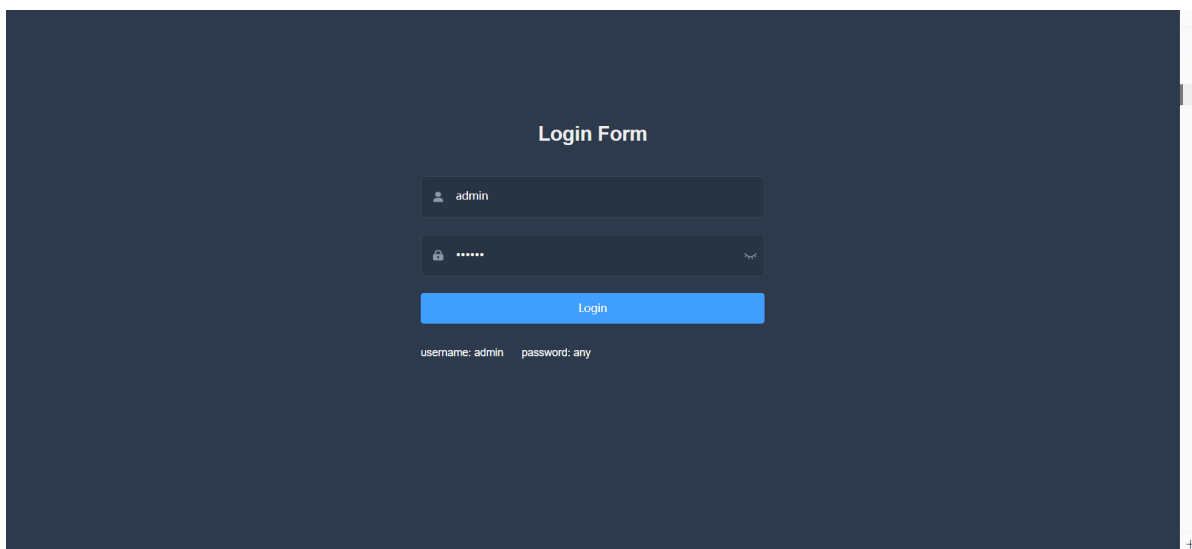 Login Form
admin
••••••
Login
username: admin password: any